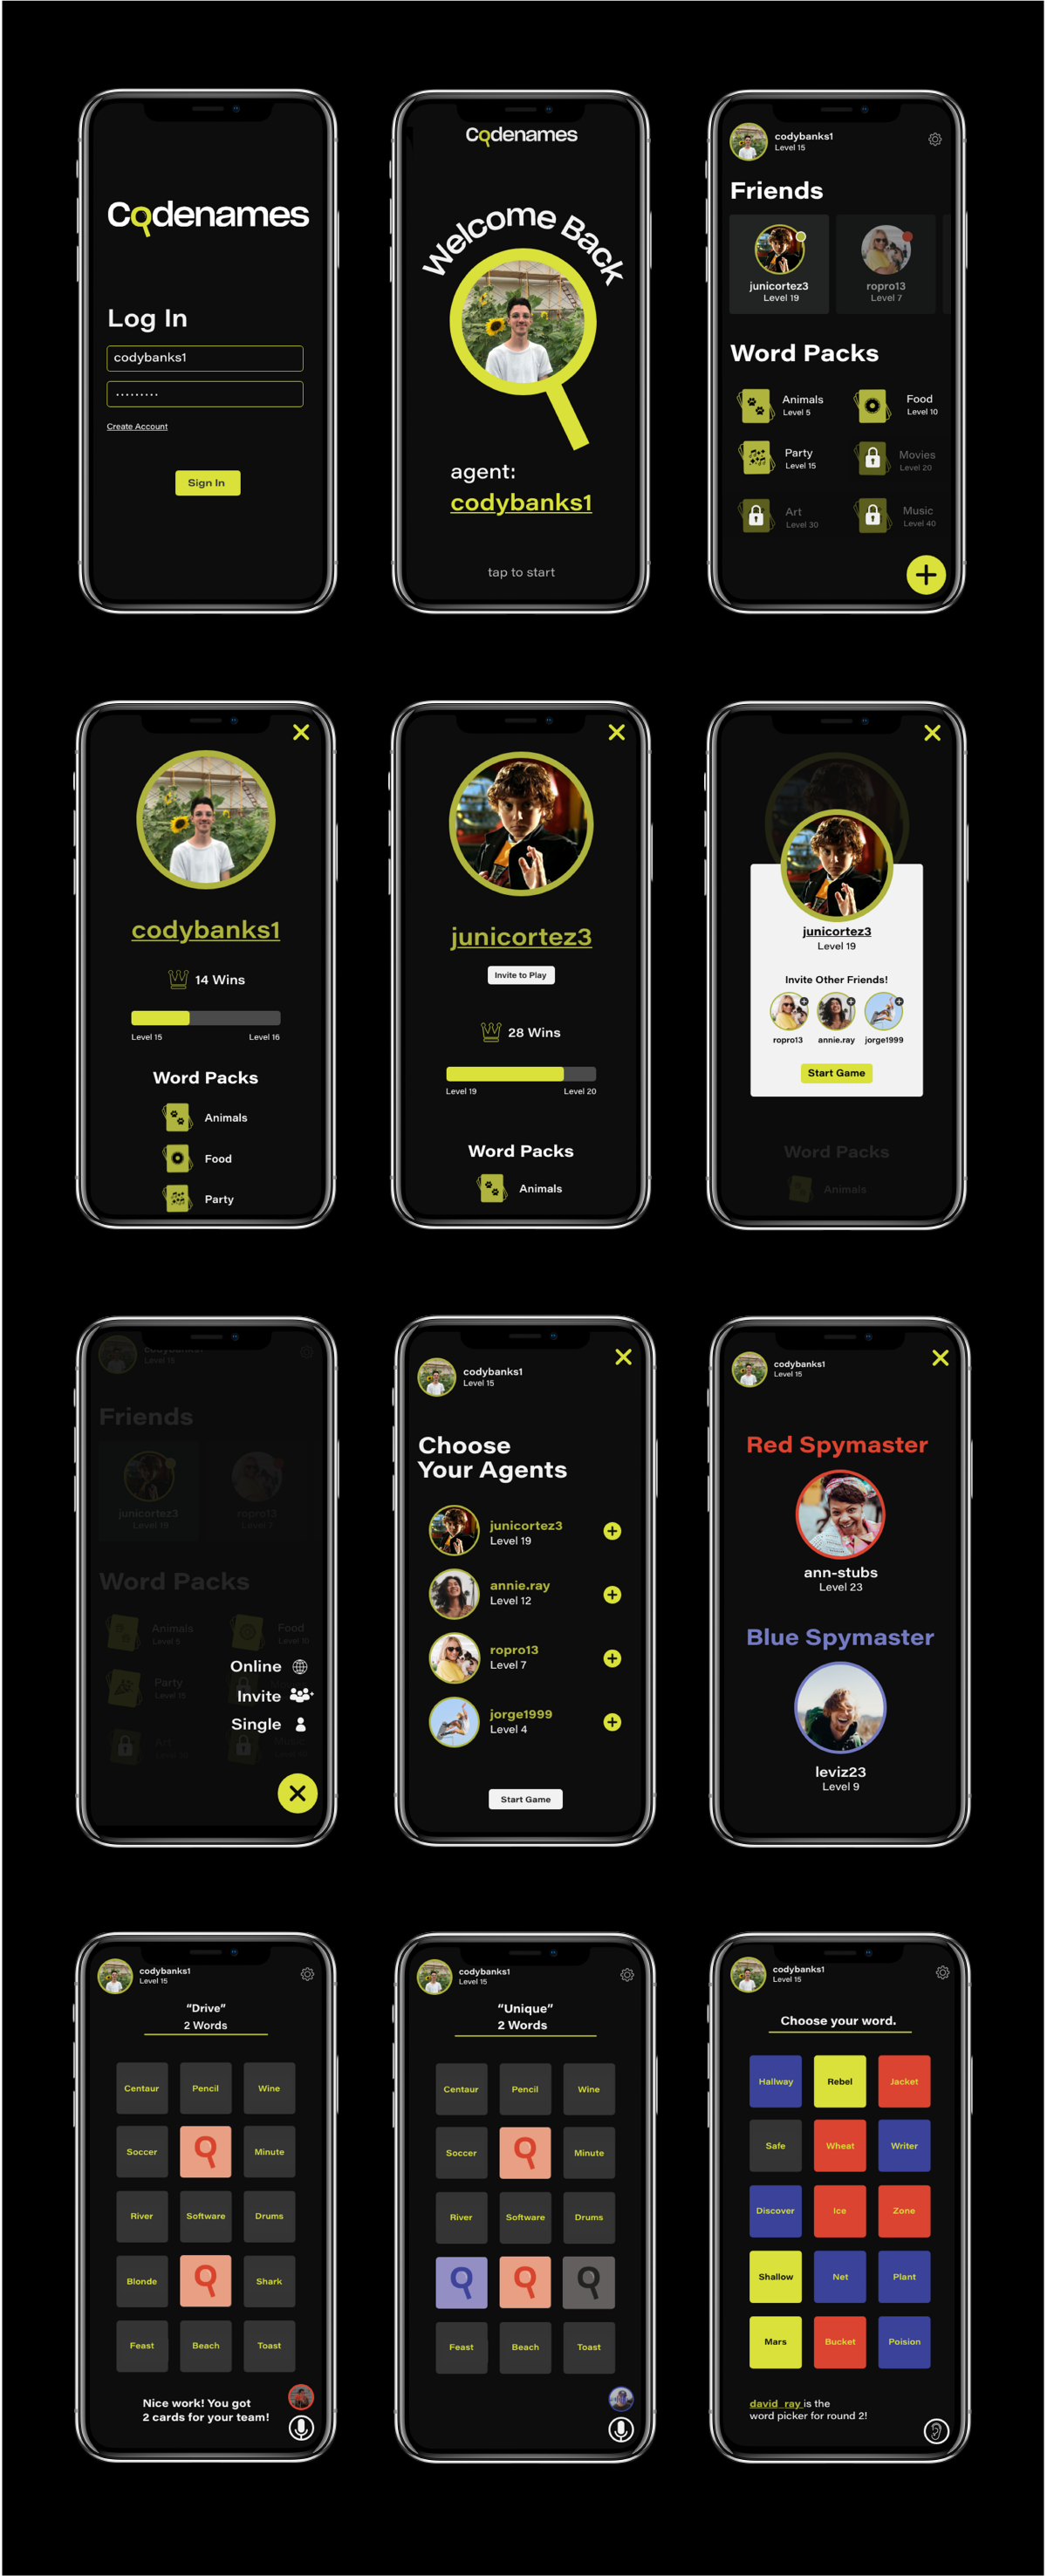 Codenames
Log In
codybanks1
.........
Create Account
Sign In
Codenames
Welcome Back
agent:
codybanks1
tap to start
codybanks1
Level 15
Friends
junicortez3
Level 19
ropro13
Level 7
Word Packs
Animals
Level 5
Food
Level 10
Party
Level 15
Movies
Level 20
Art
Level 30
Music
Level 40
codybanks1
14 Wins
Level 15
Level 16
Word Packs
Animals
Food
Party
junicortez3
Invite to Play
28 Wins
Level 19
Level 20
Word Packs
Animals
junicortez3
Level 19
Invite Other Friends!
ropro13
annie.ray
jorge1999
Start Game
Word Packs
Animals
codybanks1
Level 15
Friends
junicortez3
Level 19
ropro13
Level 7
Word Packs
Animals
Level 5
Food
Level 10
Party
Level 15
Art
Music
Online
Invite
Single
codybanks1
Level 15
Choose
Your Agents
junicortez3
Level 19
annie.ray
Level 12
ropro13
Level 7
jorge1999
Level 4
Start Game
codybanks1
Level 15
Red Spymaster
ann-stubs
Level 23
Blue Spymaster
leviz23
Level 9
codybanks1
Level 15
“Drive”
2 Words
Centaur Pencil Wine
Soccer Minute
River Software Drums
Blonde Shark
Feast Beach Toast
Nice work! You got
2 cards for your team!
codybanks1
Level 15
“Unique”
2 Words
Centaur Pencil Wine
Soccer Minute
River Software Drums
Feast Beach Toast
codybanks1
Level 15
Choose your word.
Hallway Rebel Jacket
Safe Wheat Writer
Discover Ice Zone
Shallow Net Plant
Mars Bucket Poision
david_ray is the
word picker for round 2!